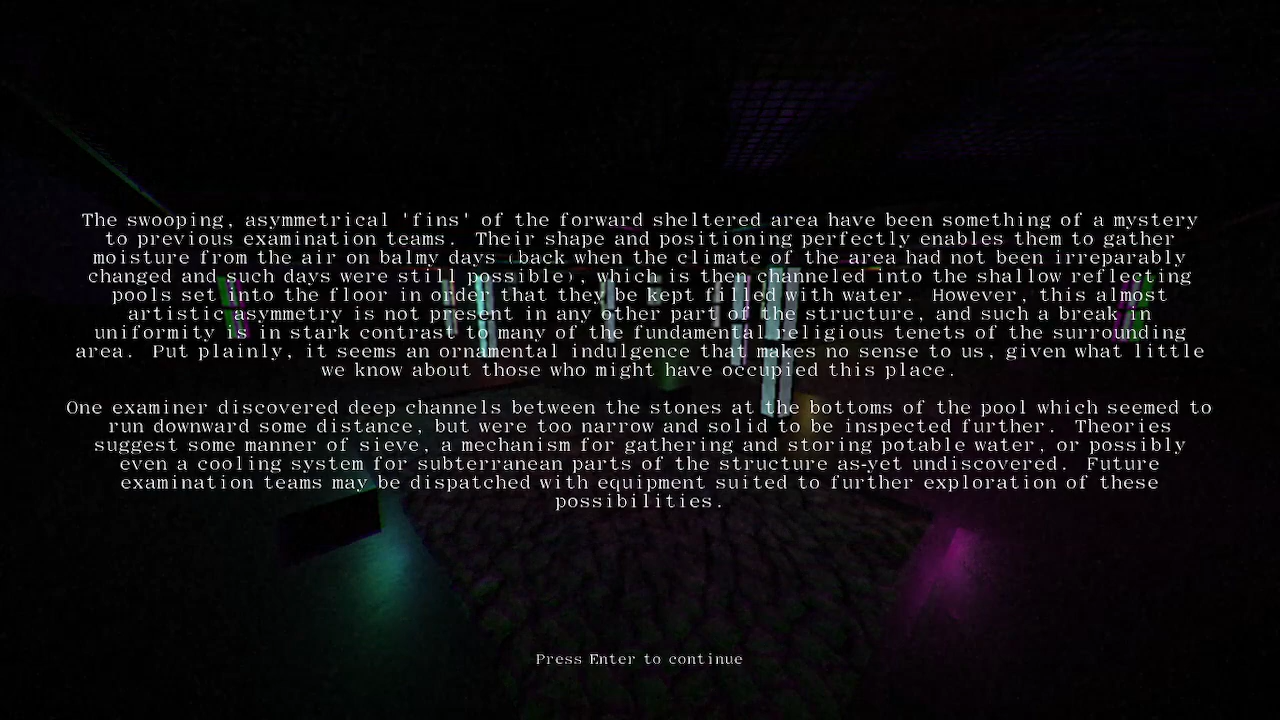 The swooping, asymmetrical 'fins' of the forward sheltered area have been something of a mystery
to previous examination teams.  Their shape and positioning perfectly enables them to gather
moisture from the air on balmy days (back when the climate of the area had not been irreparably
changed and such days were still possible), which is then channeled into the shallow reflecting
pools set into the floor in order that they be kept filled with water.  However, this almost
artistic asymmetry is not present in any other part of the structure, and such a break in
uniformity is in stark contrast to many of the fundamental religious tenets of the surrounding
area.  Put plainly, it seems an ornamental indulgence that makes no sense to us, given what little
we know about those who might have occupied this place.
One examiner discovered deep channels between the stones at the bottoms of the pool which seemed to
run downward some distance, but were too narrow and solid to be inspected further.  Theories
suggest some manner of sieve, a mechanism for gathering and storing potable water, or possibly
even a cooling system for subterranean parts of the structure as-yet undiscovered.  Future
examination teams may be dispatched with equipment suited to further exploration of these
possibilities.
Press Enter to continue